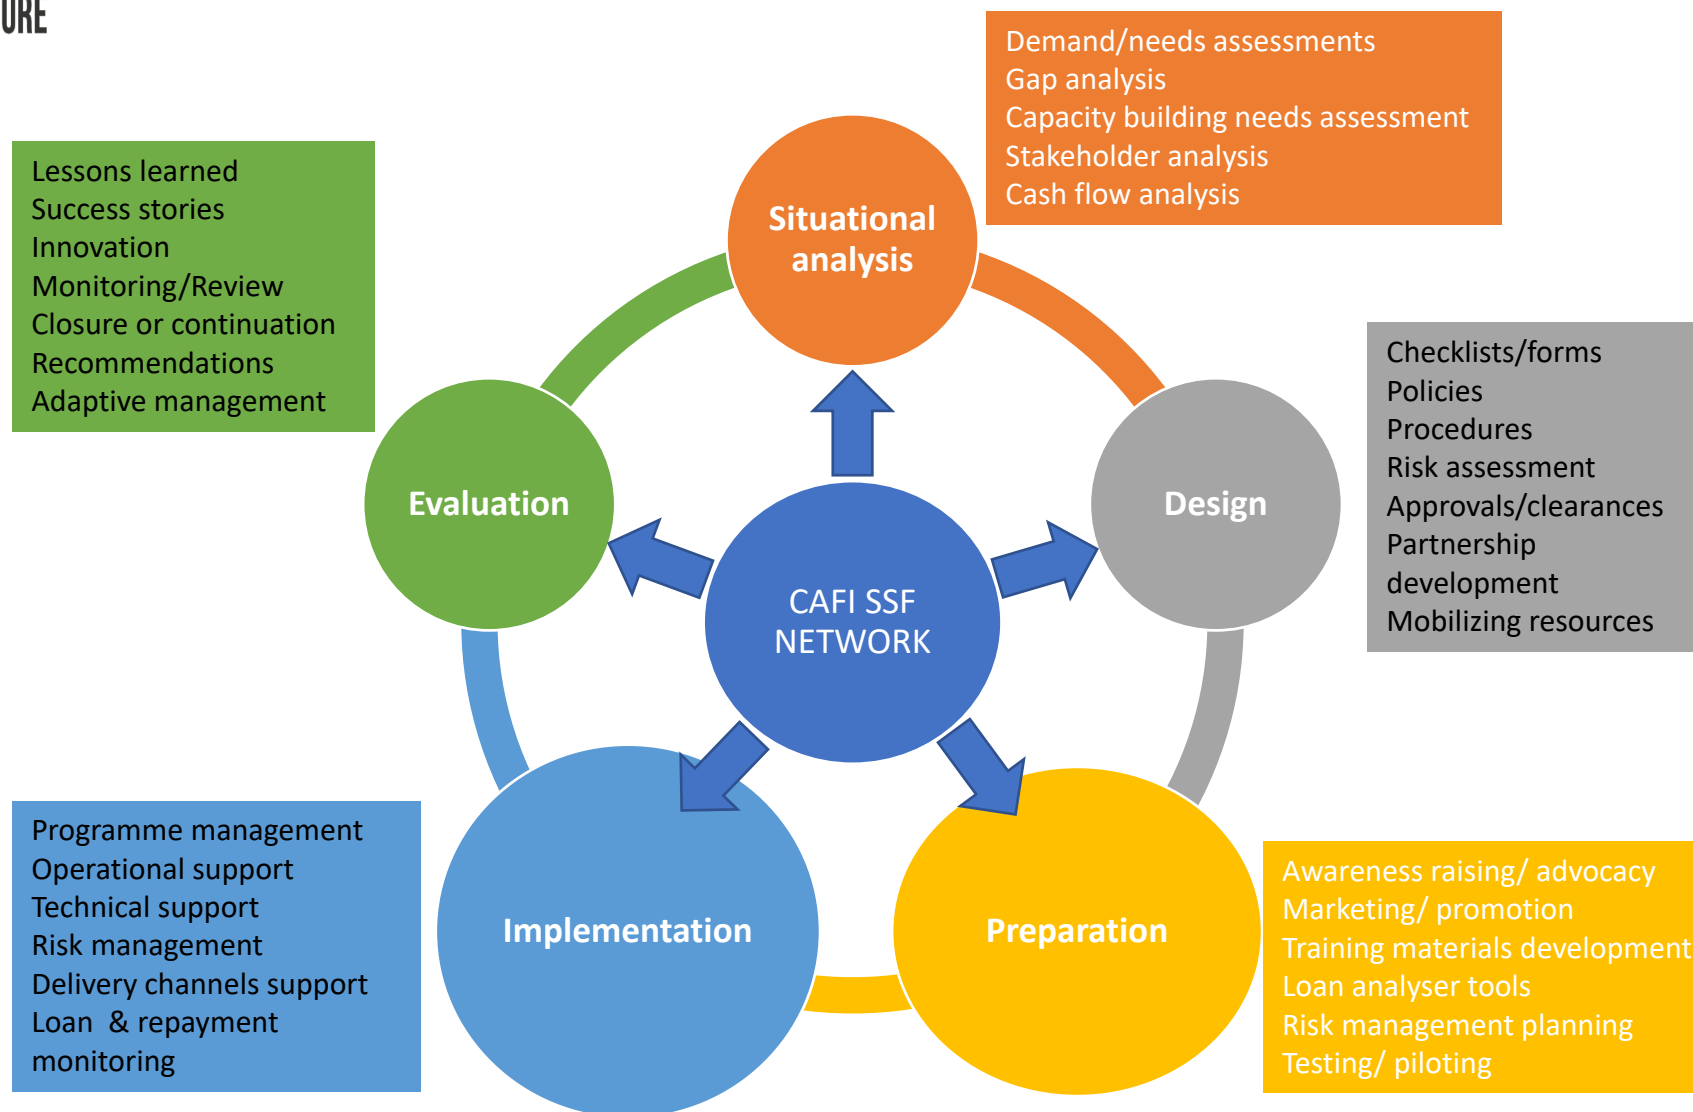 URE
Demand/needs assessments
Gap analysis
Capacity building needs assessment
Stakeholder analysis
Cash flow analysis
Lessons learned
Success stories
Innovation
Monitoring/Review
Closure or continuation
Recommendations
Adaptive management
Situational
analysis
Checklists/forms
Policies
Procedures
Risk assessment
Approvals/clearances
Partnership
development
Mobilizing resources
Evaluation
Design
CAFI SSF
NETWORK
Programme management
Operational support
Technical support
Risk management
Delivery channels support
Loan  & repayment
monitoring
Implementation
Preparation
Awareness raising/ advocacy
Marketing/ promotion
Training materials development
Loan analyser tools
Risk management planning
Testing/ piloting